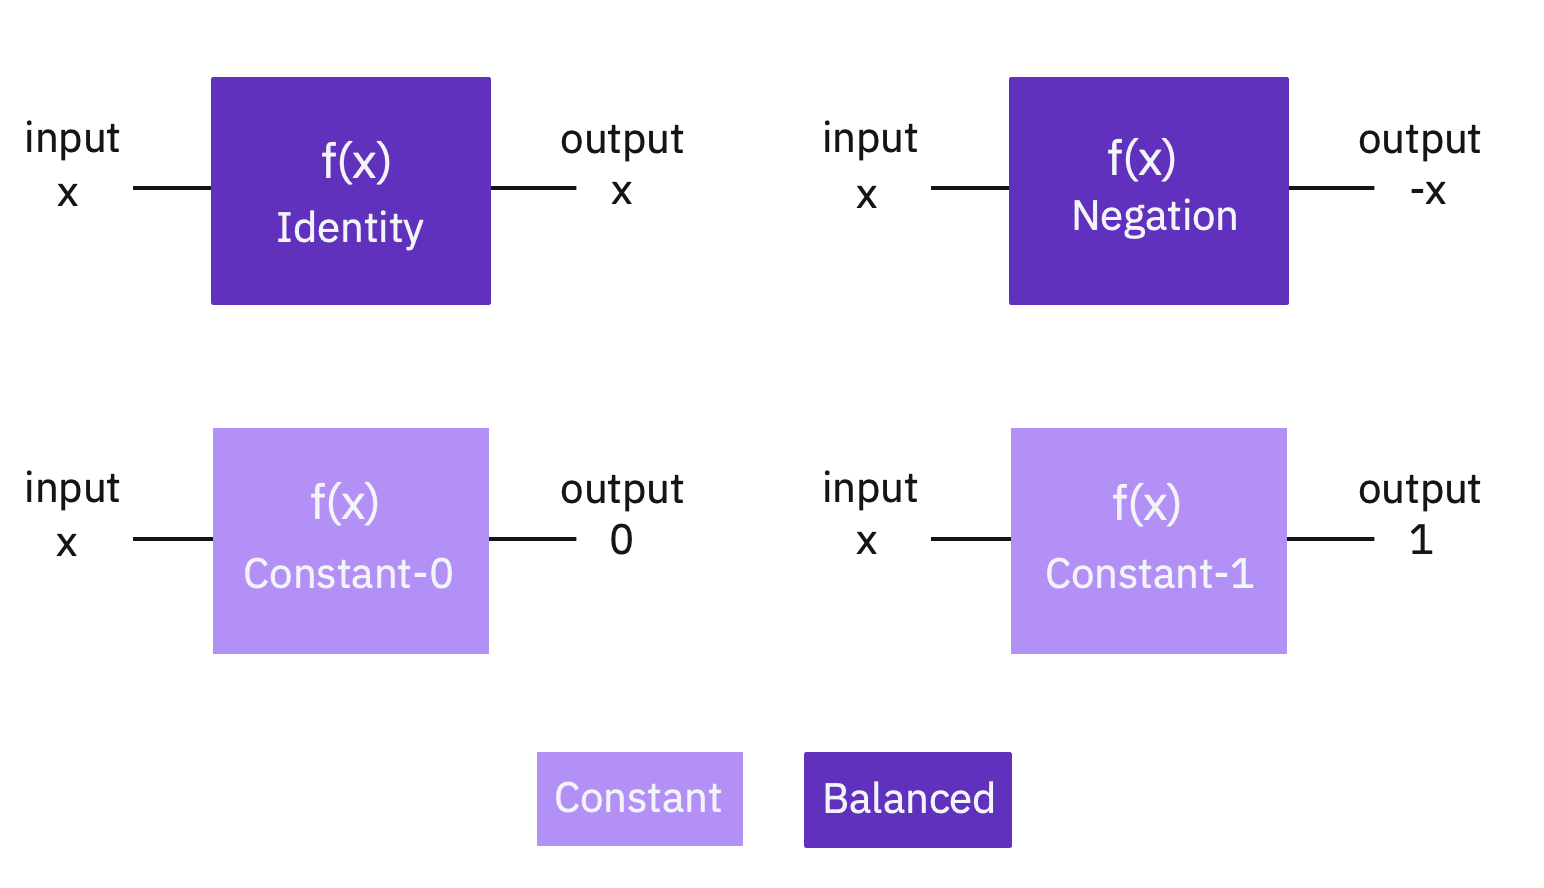 input
x
f(x)
Identity
output
x
input
x
f(x)
Negation
output
-x
input
x
f(x)
Constant-0
output
0
input
x
f(x)
Constant-1
output
1
Constant
Balanced